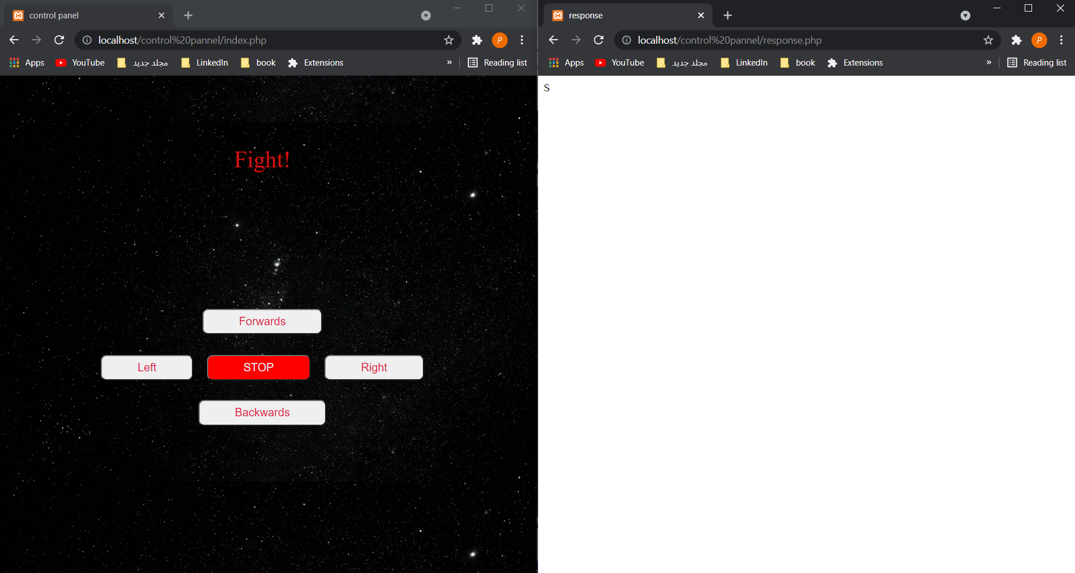 control panel
localhost/control%20pannel/index.php
P
Apps
YouTube
مجلد جديد
LinkedIn
book
Extensions
»
Reading list
Fight!
Forwards
Left
STOP
Right
Backwards
response
localhost/control%20pannel/response.php
P
Apps
YouTube
مجلد جديد
LinkedIn
book
Extensions
»
Reading list
S